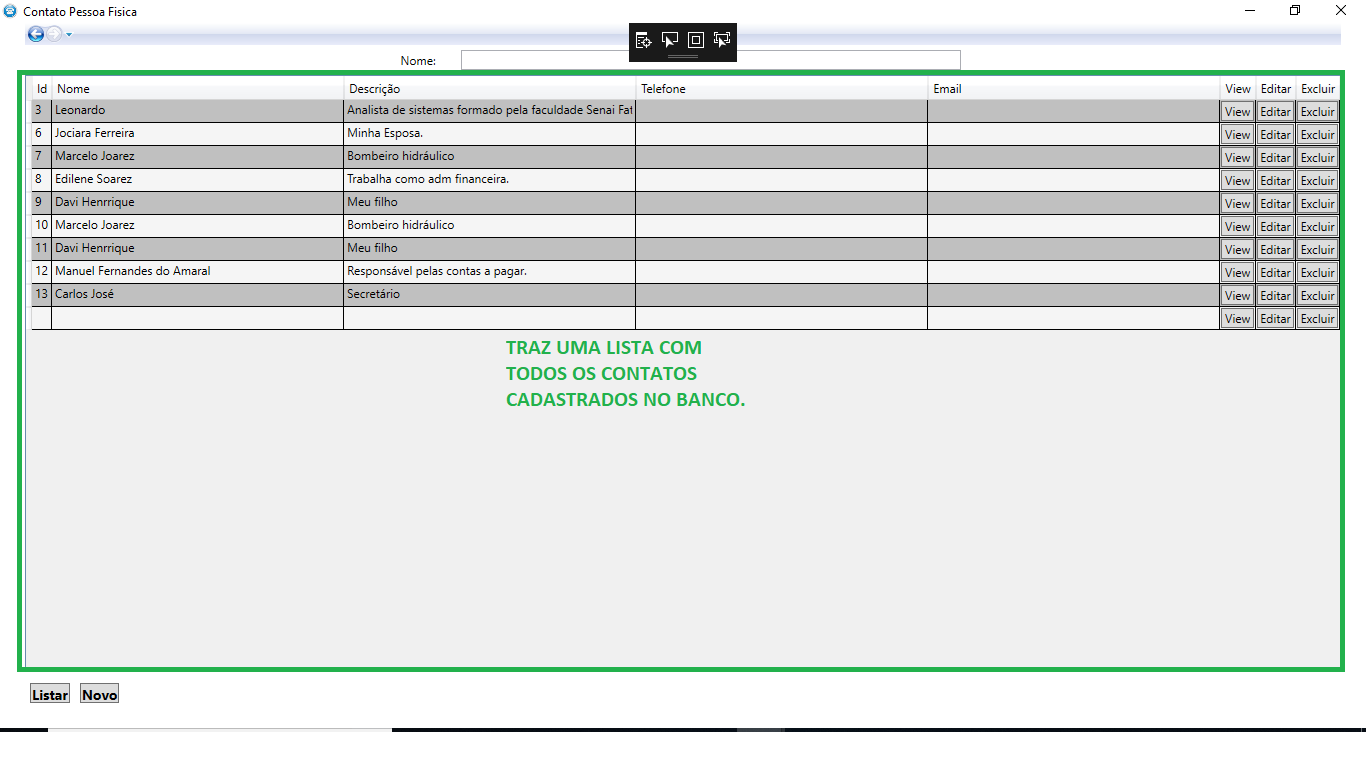 Contato Pessoa Fisica
Nome:
Id Nome Descrição Telefone Email View Editar Excluir
3 Leonardo Analista de sistemas formado pela faculdade Senai Fat View Editar Excluir
6 Jociara Ferreira Minha Esposa. View Editar Excluir
7 Marcelo Joarez Bombeiro hidráulico View Editar Excluir
8 Edilene Soarez Trabalha como adm financeira. View Editar Excluir
9 Davi Henrrique Meu filho View Editar Excluir
10 Marcelo Joarez Bombeiro hidráulico View Editar Excluir
11 Davi Henrrique Meu filho View Editar Excluir
12 Manuel Fernandes do Amaral Responsável pelas contas a pagar. View Editar Excluir
13 Carlos José Secretário View Editar Excluir
View Editar Excluir
TRAZ UMA LISTA COM
TODOS OS CONTATOS
CADASTRADOS NO BANCO.
Listar Novo